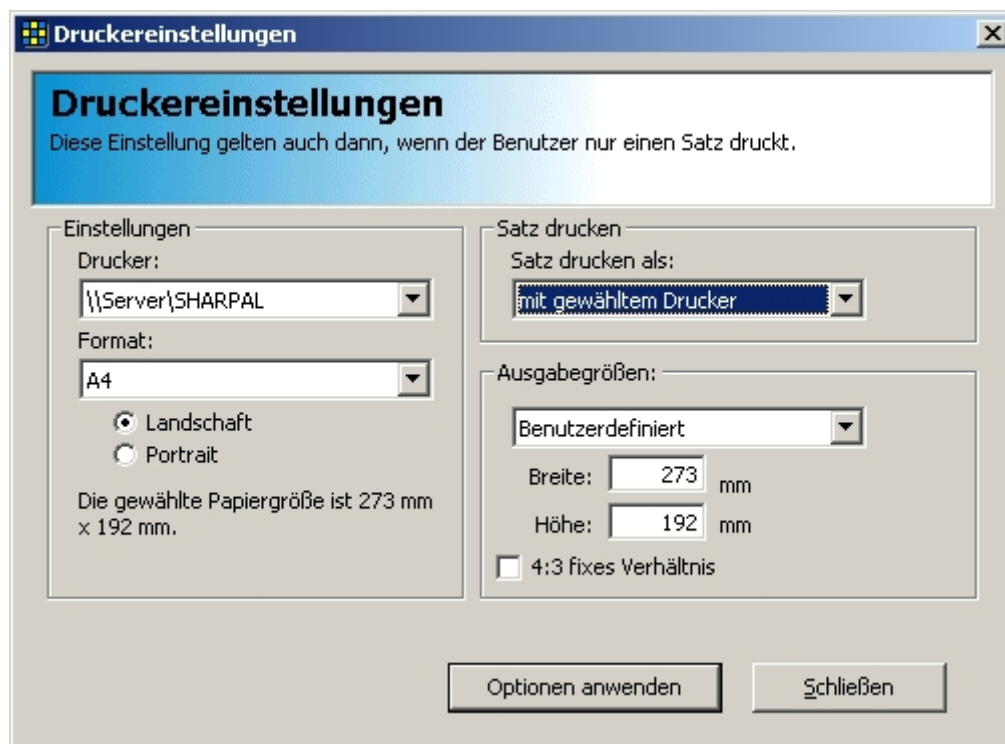 Druckereinstellungen
Druckereinstellungen
Diese Einstellung gelten auch dann, wenn der Benutzer nur einen Satz druckt.
Einstellungen
Drucker:
\\Server\SHARPAL
Format:
A4
Landschaft
Portrait
Die gewählte Papiergröße ist 273 mm
x 192 mm.
Satz drucken
Satz drucken als:
mit gewähltem Drucker
Ausgabegrößen:
Benutzerdefiniert
Breite: 273 mm
Höhe: 192 mm
4:3 fixes Verhältnis
Optionen anwenden
Schließen